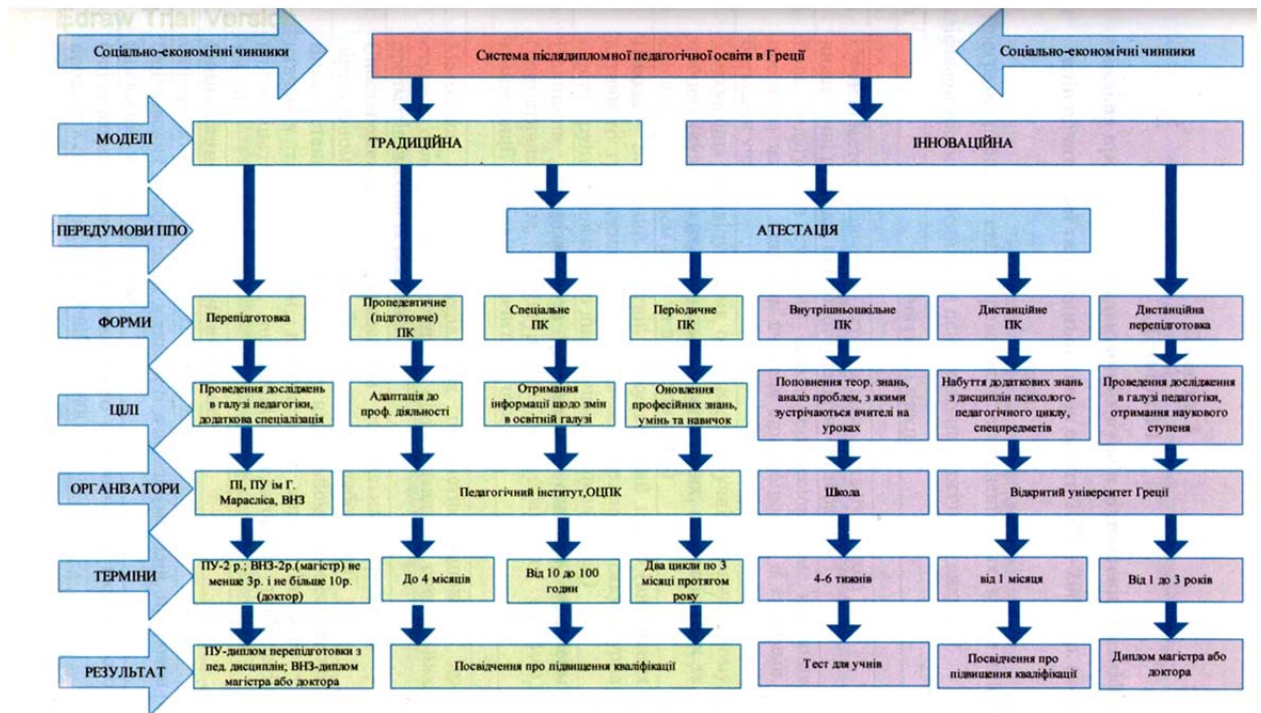 Edraw Trial Version
Соціально-економічні чинники
Система післядипломної педагогічної освіти в Греції
Соціально-економічні чинники
МОДЕЛІ
ТРАДИЦІЙНА
ІННОВАЦІЙНА
ПЕРЕДУМОВИ ППО
АТЕСТАЦІЯ
ФОРМИ
Перепідготовка
Пропедевтичне
(підготовче)
ПК
Спеціальне
ПК
Періодичне
ПК
Внутрішньошкільне
ПК
Дистанційне
ПК
Дистанційна
перепідготовка
ЦІЛІ
Проведення досліджень
в галузі педагогіки,
додаткова спеціалізація
Адаптація до
проф. діяльності
Отримання
інформації щодо змін
в освітній галузі
Оновлення
професійних знань,
умінь та навичок
Поповнення теор. знань,
аналіз проблем, з якими
зустрічаються вчителі на
уроках
Набуття додаткових знань
з дисциплін психолого-
педагогічного циклу,
спецпредметів
Проведення дослідження
в галузі педагогіки,
отримання наукового
ступеня
ОРГАНІЗАТОРИ
ПІ, ПУ ім Г.
Марасліса, ВНЗ
Педагогічний інститут,ОЦПК
Школа
Відкритий університет Греції
ТЕРМІНИ
ПУ-2 р.; ВНЗ-2р.(магістр) не
менше 3р. і не більше 10р.
(доктор)
До 4 місяців
Від 10 до 100
годин
Два цикли по 3
місяці протягом
року
4-6 тижнів
від 1 місяця
Від 1 до 3 років
РЕЗУЛЬТАТ
ПУ-диплом перепідготовки з
пед. дисциплін; ВНЗ-диплом
магістра або доктора
Посвідчення про підвищення кваліфікації
Тест для учнів
Посвідчення про
підвищення кваліфікації
Диплом магістра або
доктора